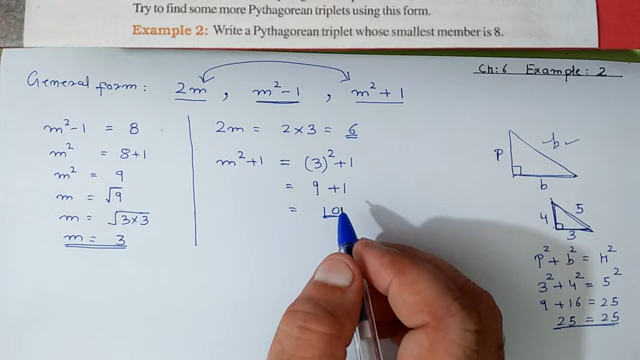 Try to find some more Pythagorean triplets using this form.
Example 2: Write a Pythagorean triplet whose smallest member is 8.
Ch:6 Example: 2
General form: 2m, m²-1, m²+1
m²-1 = 8
m² = 8+1
m² = 9
m = √9
m = √3×3
m = 3
2m = 2×3 = 6
m²+1 = (3)²+1
= 9+1
= 10
P
h
b
4
5
3
P²+b²=H²
3²+4²=5²
9+16=25
25=25